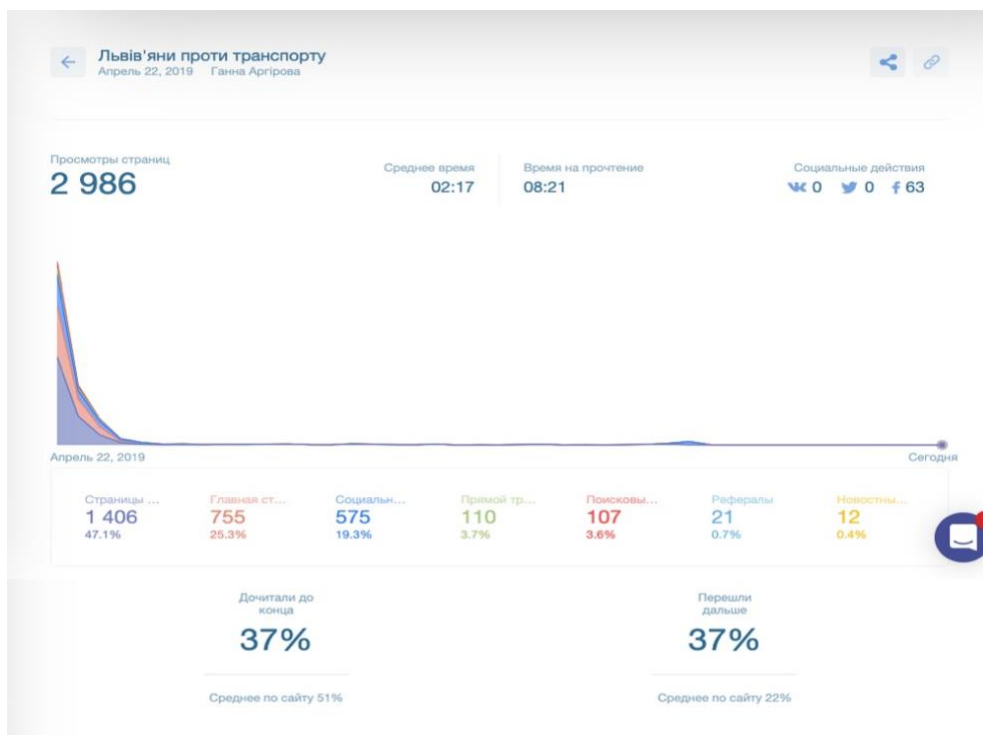 Львів'яни проти транспорту
Апрель 22, 2019 Ганна Аргірова
Просмотры страниц
2 986
Среднее время
02:17
Время на прочтение
08:21
Социальные действия
0 0 63
Апрель 22, 2019
Сегодня
Страницы ...
1 406
47.1%
Главная ст...
755
25.3%
Социальн...
575
19.3%
Прямой тр...
110
3.7%
Поисковы...
107
3.6%
Рефералы
21
0.7%
Новостны...
12
0.4%
Дочитали до
конца
37%
Среднее по сайту 51%
Перешли
дальше
37%
Среднее по сайту 22%